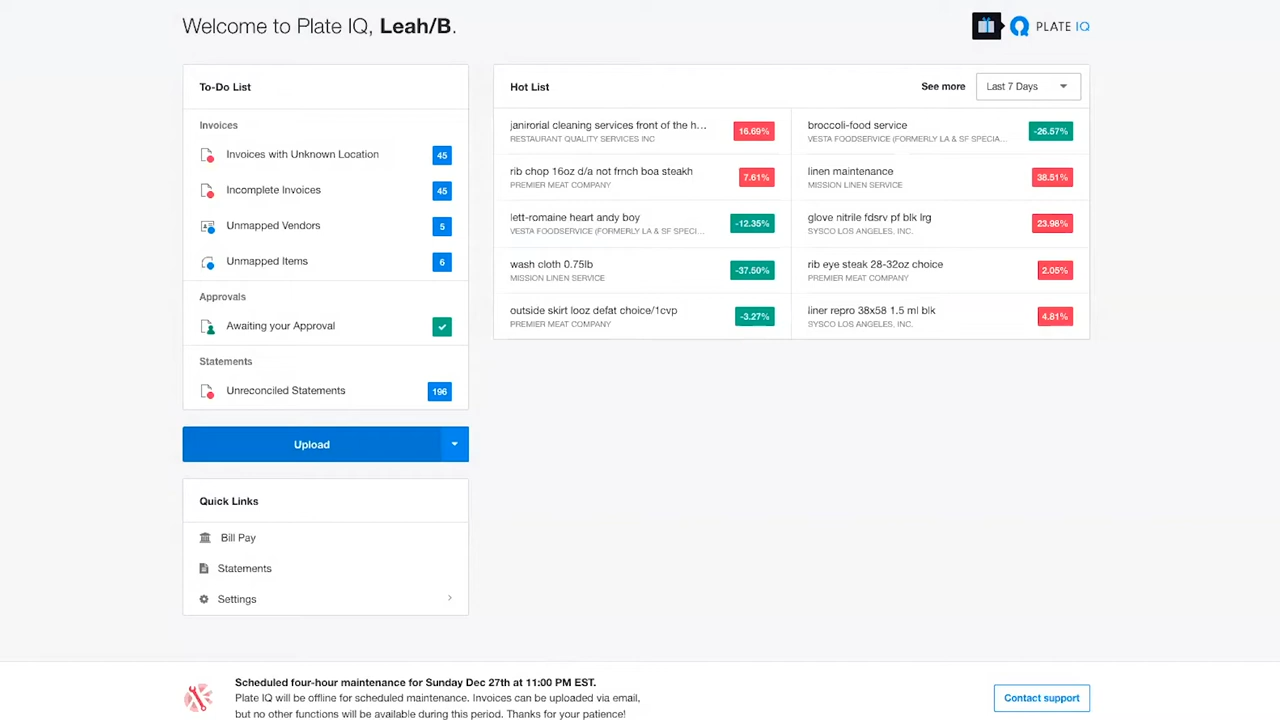 Welcome to Plate IQ, Leah/B.
PLATE IQ
To-Do List
Invoices
Invoices with Unknown Location 45
Incomplete Invoices 45
Unmapped Vendors 5
Unmapped Items 6
Approvals
Awaiting your Approval
Statements
Unreconciled Statements 196
Upload
Quick Links
Bill Pay
Statements
Settings
Hot List
See more
Last 7 Days
janirorial cleaning services front of the h... 16.69%
RESTAURANT QUALITY SERVICES INC
rib chop 16oz d/a not frnch boa steakh 7.61%
PREMIER MEAT COMPANY
lett-romaine heart andy boy -12.35%
VESTA FOODSERVICE (FORMERLY LA & SF SPECI...
wash cloth 0.75lb -37.50%
MISSION LINEN SERVICE
outside skirt looz defat choice/1cvp -3.27%
PREMIER MEAT COMPANY
broccoli-food service -26.57%
VESTA FOODSERVICE (FORMERLY LA & SF SPECIA...
linen maintenance 38.51%
MISSION LINEN SERVICE
glove nitrile fdsrv pf blk lrg 23.98%
SYSCO LOS ANGELES, INC.
rib eye steak 28-32oz choice 2.05%
PREMIER MEAT COMPANY
liner repro 38x58 1.5 ml blk 4.81%
SYSCO LOS ANGELES, INC.
Scheduled four-hour maintenance for Sunday Dec 27th at 11:00 PM EST.
Plate IQ will be offline for scheduled maintenance. Invoices can be uploaded via email,
but no other functions will be available during this period. Thanks for your patience!
Contact support